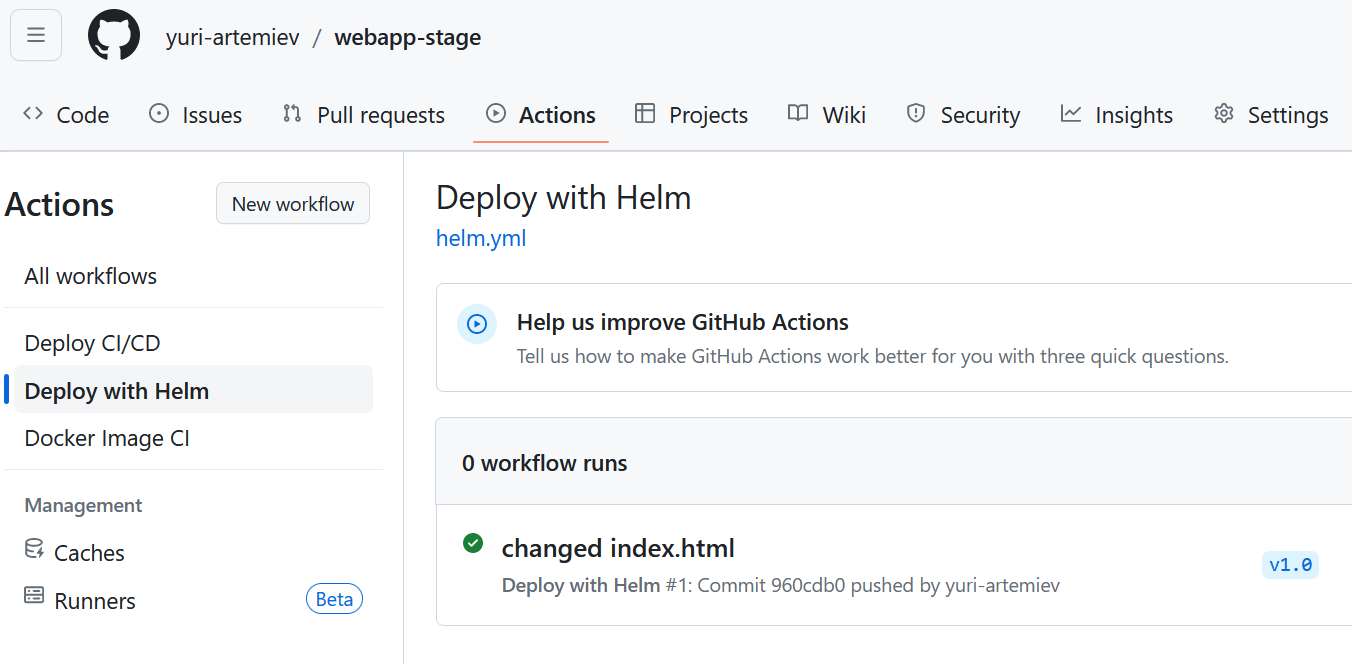 yuri-artemiev / webapp-stage
Code Issues Pull requests Actions Projects Wiki Security Insights Settings
Actions
New workflow
All workflows
Deploy CI/CD
Deploy with Helm
Docker Image CI
Management
Caches
Runners Beta
Deploy with Helm
helm.yml
Help us improve GitHub Actions
Tell us how to make GitHub Actions work better for you with three quick questions.
0 workflow runs
changed index.html
Deploy with Helm #1: Commit 960cdb0 pushed by yuri-artemiev
v1.0